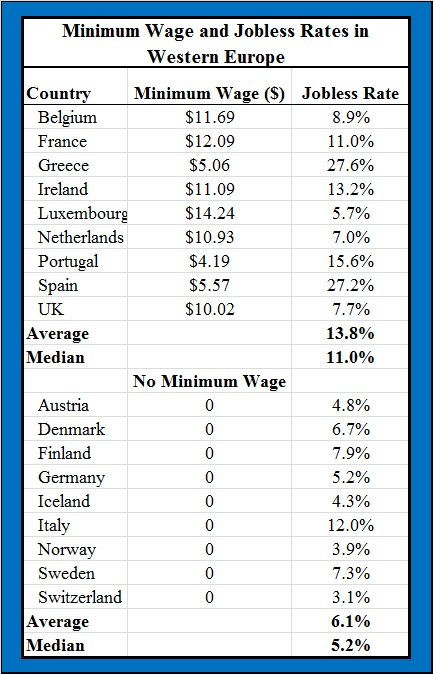 Minimum Wage and Jobless Rates in
Western Europe
Country Minimum Wage ($) Jobless Rate
Belgium $11.69 8.9%
France $12.09 11.0%
Greece $5.06 27.6%
Ireland $11.09 13.2%
Luxembourg $14.24 5.7%
Netherlands $10.93 7.0%
Portugal $4.19 15.6%
Spain $5.57 27.2%
UK $10.02 7.7%
Average 13.8%
Median 11.0%
No Minimum Wage
Austria 0 4.8%
Denmark 0 6.7%
Finland 0 7.9%
Germany 0 5.2%
Iceland 0 4.3%
Italy 0 12.0%
Norway 0 3.9%
Sweden 0 7.3%
Switzerland 0 3.1%
Average 6.1%
Median 5.2%